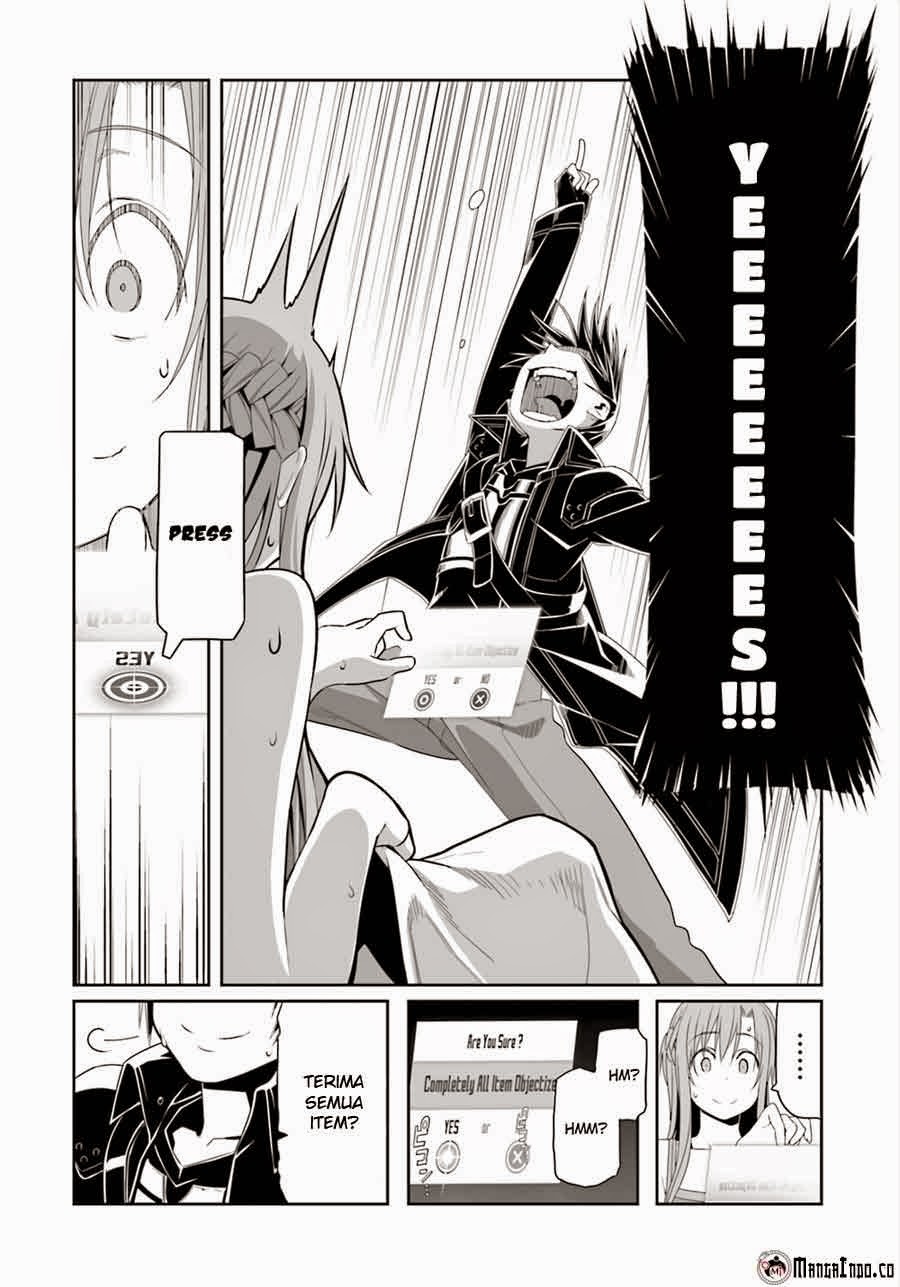 YEEEEEEEES!!!
YES or NO
PRESS
YES
........
Are You Sure ?
Completely All Item Objectize
YES or
HM?
HMM?
TERIMA
SEMUA
ITEM?
MANGAINDO.CO